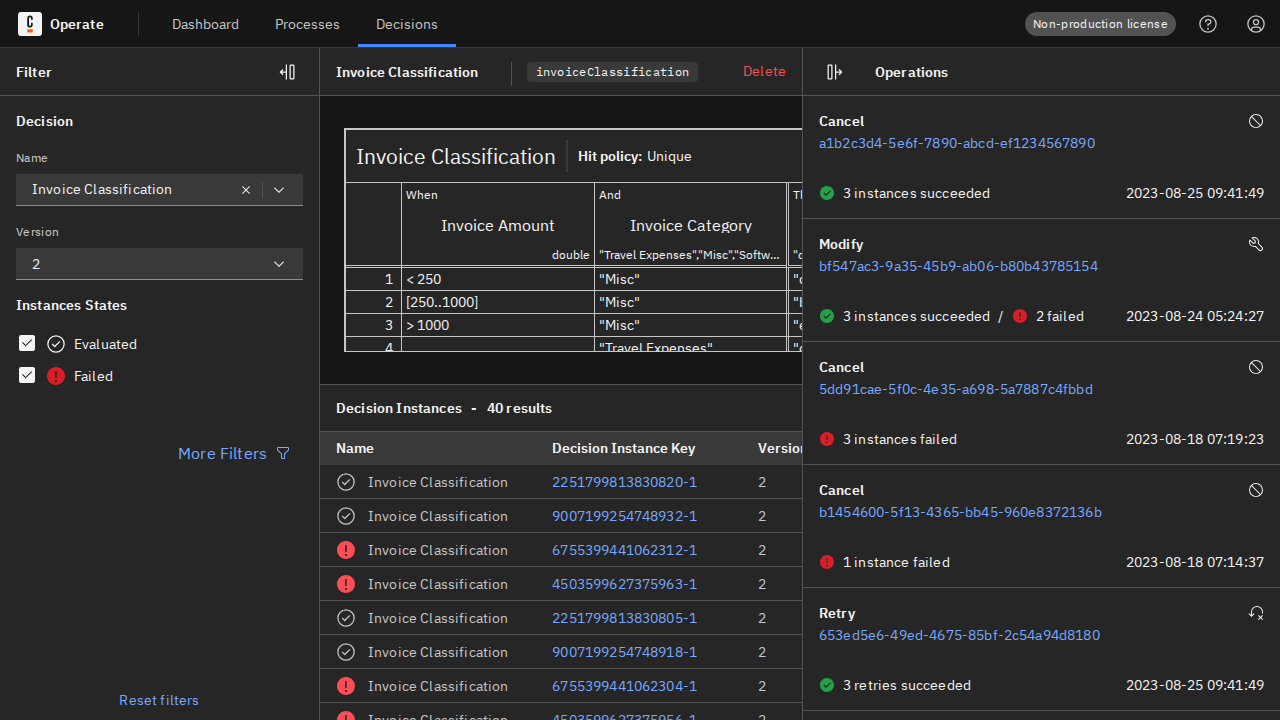 Operate
Dashboard
Processes
Decisions
Non-production license
Filter
Decision
Name
Invoice Classification
Version
2
Instances States
Evaluated
Failed
More Filters
Reset filters
Invoice Classification
invoiceClassification
Delete
Invoice Classification
Hit policy: Unique
When
And
Invoice Amount
Invoice Category
double
"Travel Expenses","Misc","Softw...
1 < 250 "Misc"
2 [250..1000] "Misc"
3 > 1000 "Misc"
4 "Travel Expenses"
Decision Instances - 40 results
Name Decision Instance Key Version
Invoice Classification 2251799813830820-1 2
Invoice Classification 9007199254748932-1 2
Invoice Classification 6755399441062312-1 2
Invoice Classification 4503599627375963-1 2
Invoice Classification 2251799813830805-1 2
Invoice Classification 9007199254748918-1 2
Invoice Classification 6755399441062304-1 2
Invoice Classification 4503599627375956-1 2
Operations
Cancel
a1b2c3d4-5e6f-7890-abcd-ef1234567890
3 instances succeeded 2023-08-25 09:41:49
Modify
bf547ac3-9a35-45b9-ab06-b80b43785154
3 instances succeeded / 2 failed 2023-08-24 05:24:27
Cancel
5dd91cae-5f0c-4e35-a698-5a7887c4fbbd
3 instances failed 2023-08-18 07:19:23
Cancel
b1454600-5f13-4365-bb45-960e8372136b
1 instance failed 2023-08-18 07:14:37
Retry
653ed5e6-49ed-4675-85bf-2c54a94d8180
3 retries succeeded 2023-08-25 09:41:49